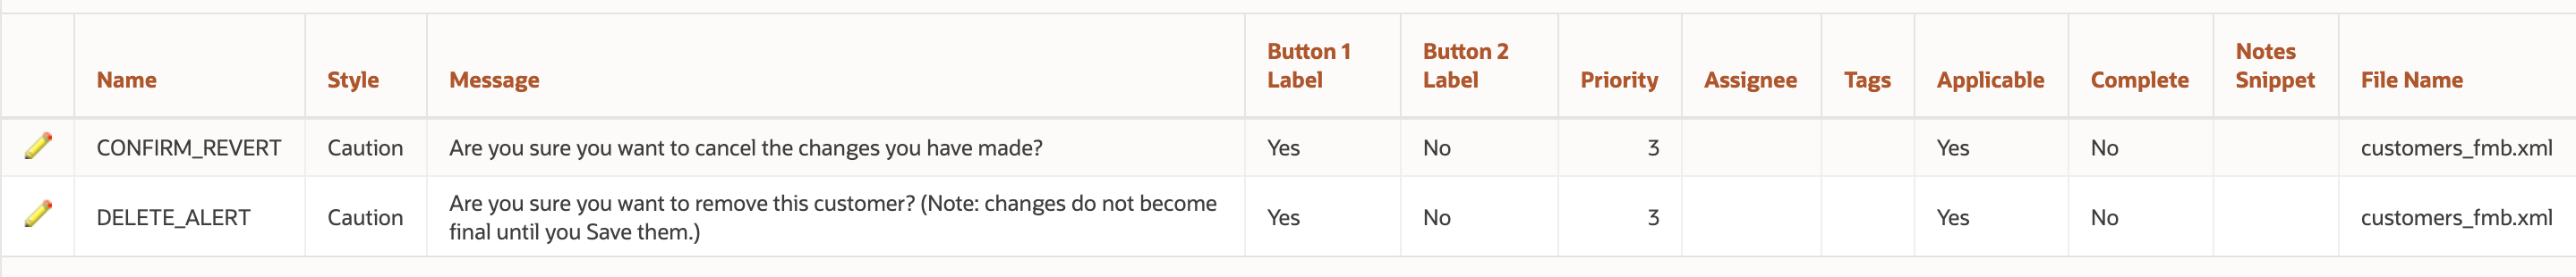 Name Style Message Button 1 Label Button 2 Label Priority Assignee Tags Applicable Complete Notes Snippet File Name
CONFIRM_REVERT Caution Are you sure you want to cancel the changes you have made? Yes No 3 Yes No customers_fmb.xml
DELETE_ALERT Caution Are you sure you want to remove this customer? (Note: changes do not become
final until you Save them.) Yes No 3 Yes No customers_fmb.xml